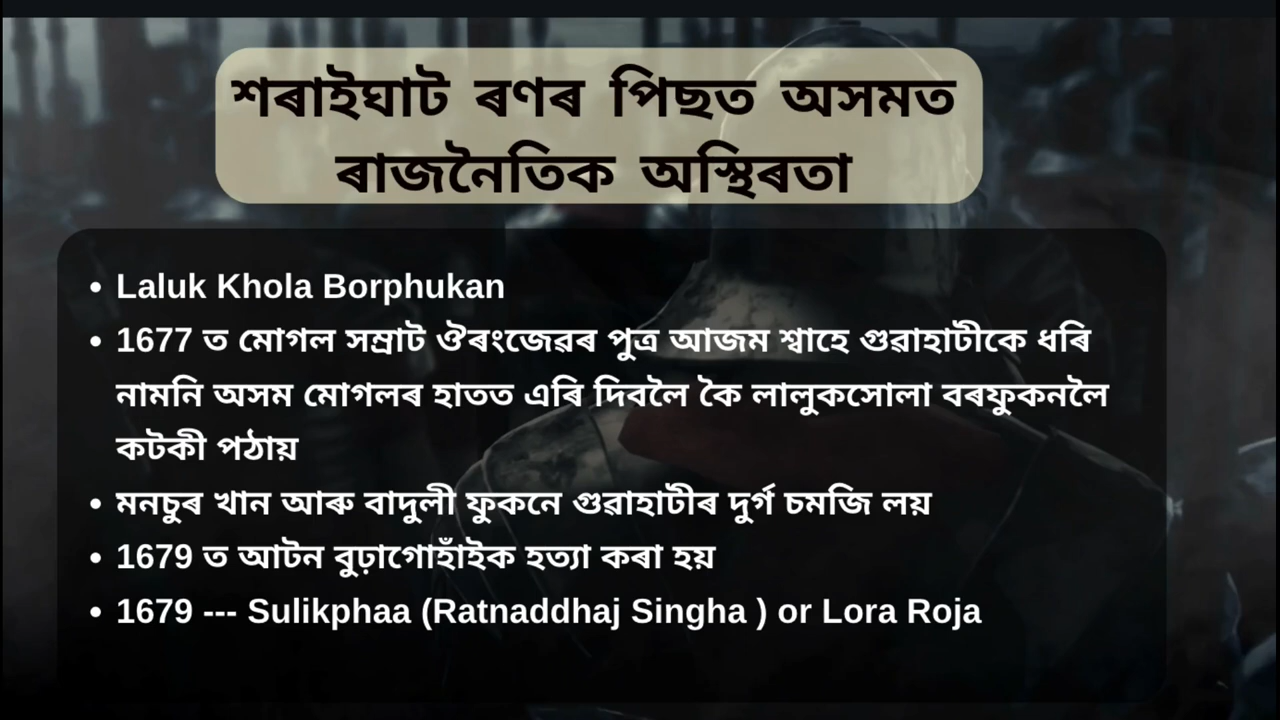 শৰাইঘাট ৰণৰ পিছত অসমত
ৰাজনৈতিক অস্থিৰতা
• Laluk Khola Borphukan
• 1677 ত মোগল সম্ৰাট ঔৰংজেৱৰ পুত্ৰ আজম শ্বাহে গুৱাহাটীকে ধৰি
নামনি অসম মোগলৰ হাতত এৰি দিবলৈ কৈ লালুকসোলা বৰফুকনলৈ
কটকী পঠায়
• মনচুৰ খান আৰু বাদুলী ফুকনে গুৱাহাটীৰ দুৰ্গ চমজি লয়
• 1679 ত আটন বুঢ়াগোহাঁইক হত্যা কৰা হয়
• 1679 --- Sulikphaa (Ratnaddhaj Singha ) or Lora Roja